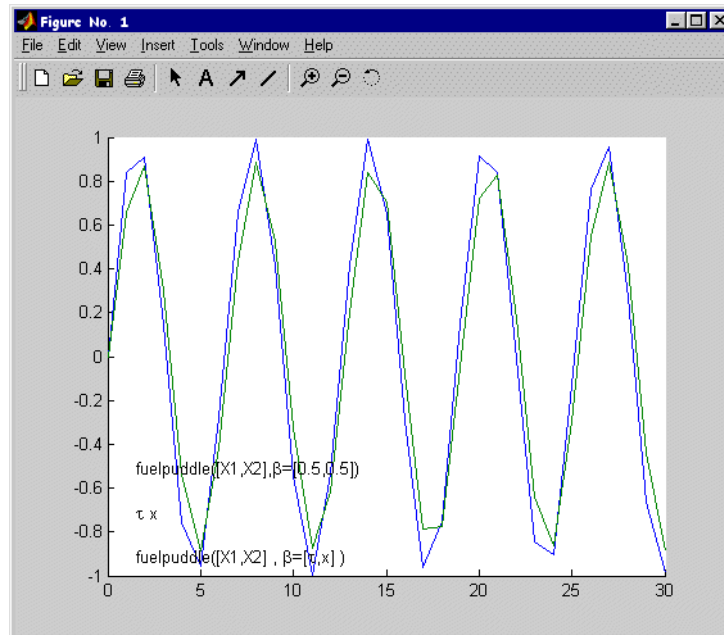 Figure No. 1
File Edit View Insert Tools Window Help
A
1
0.8
0.6
0.4
0.2
0
-0.2
-0.4
-0.6
-0.8
-1
fuelpuddle([X1,X2],β=[0.5,0.5])
τ x
fuelpuddle([X1,X2] , β=[τ,x] )
0 5 10 15 20 25 30